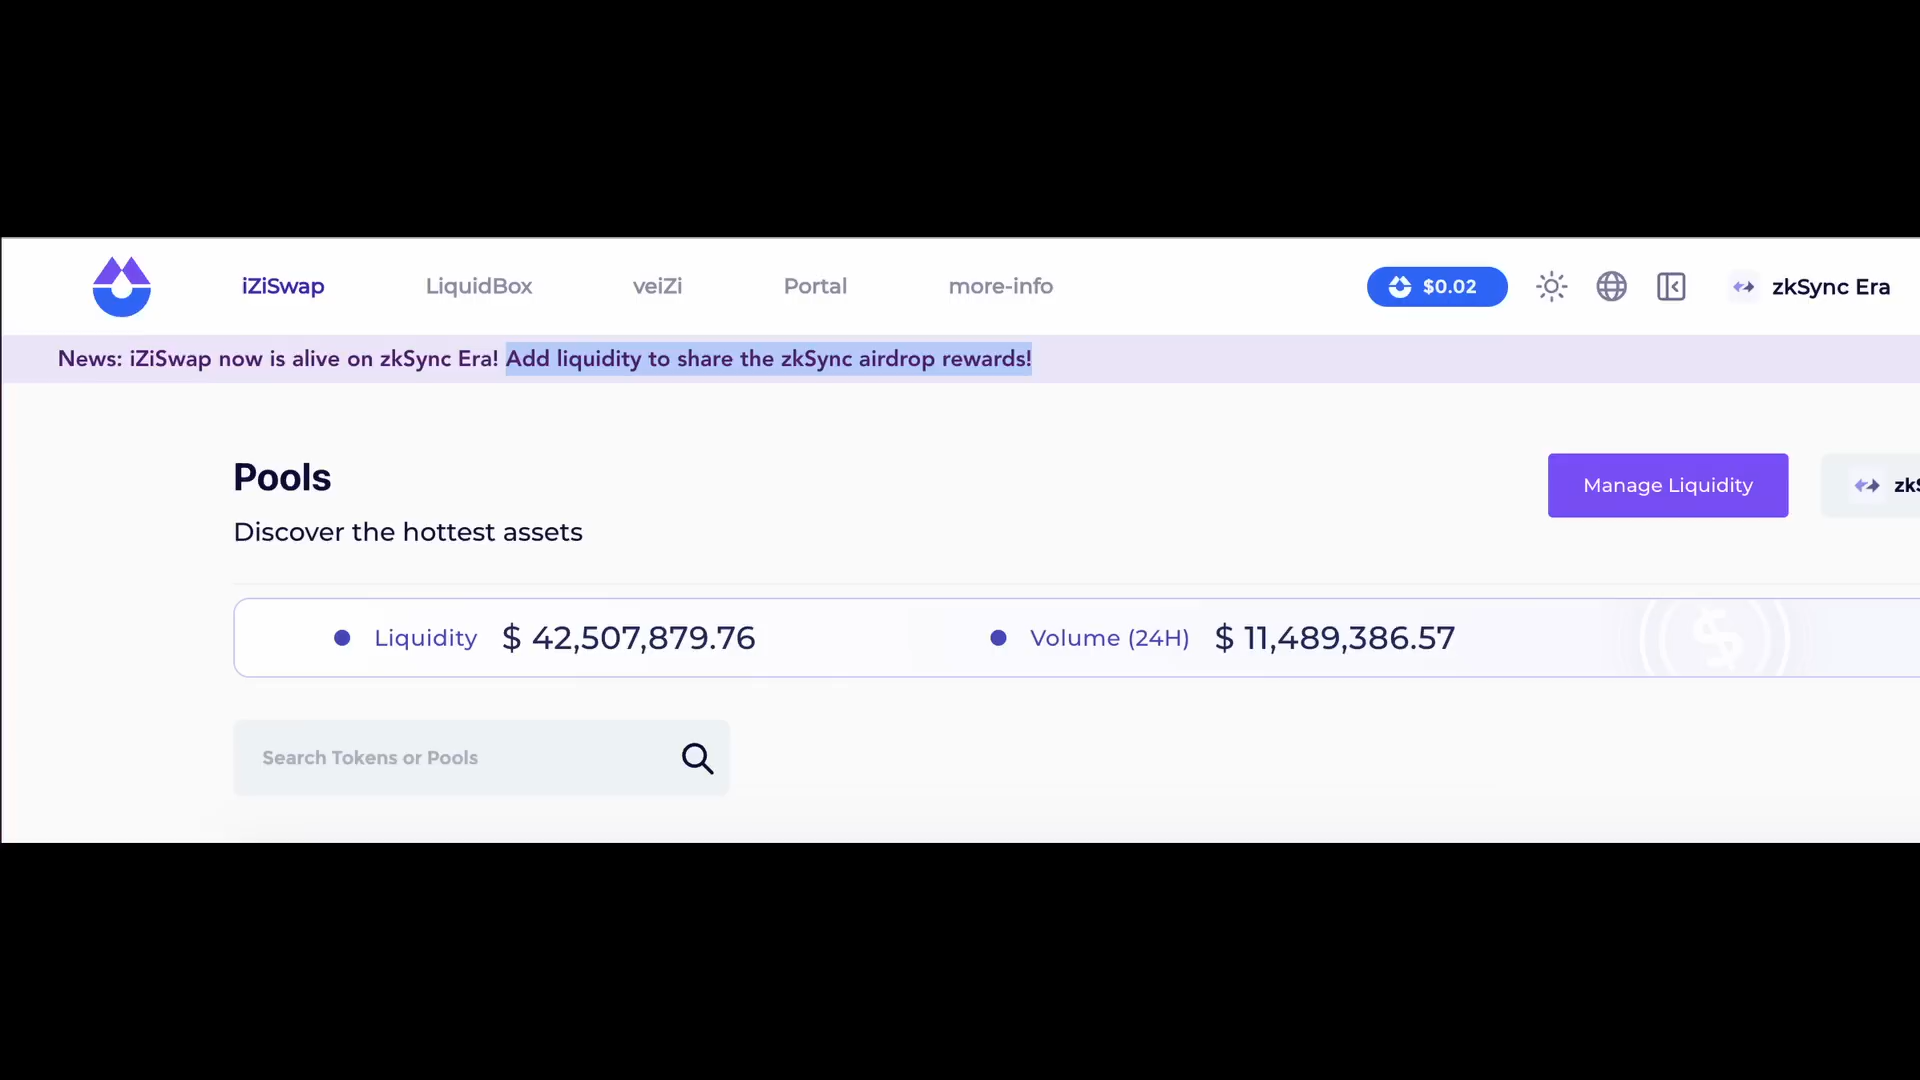 iZiSwap LiquidBox veiZi Portal more-info $0.02 zkSync Era
News: iZiSwap now is alive on zkSync Era! Add liquidity to share the zkSync airdrop rewards!
Pools
Manage Liquidity
Discover the hottest assets
Liquidity $ 42,507,879.76 Volume (24H) $ 11,489,386.57
Search Tokens or Pools